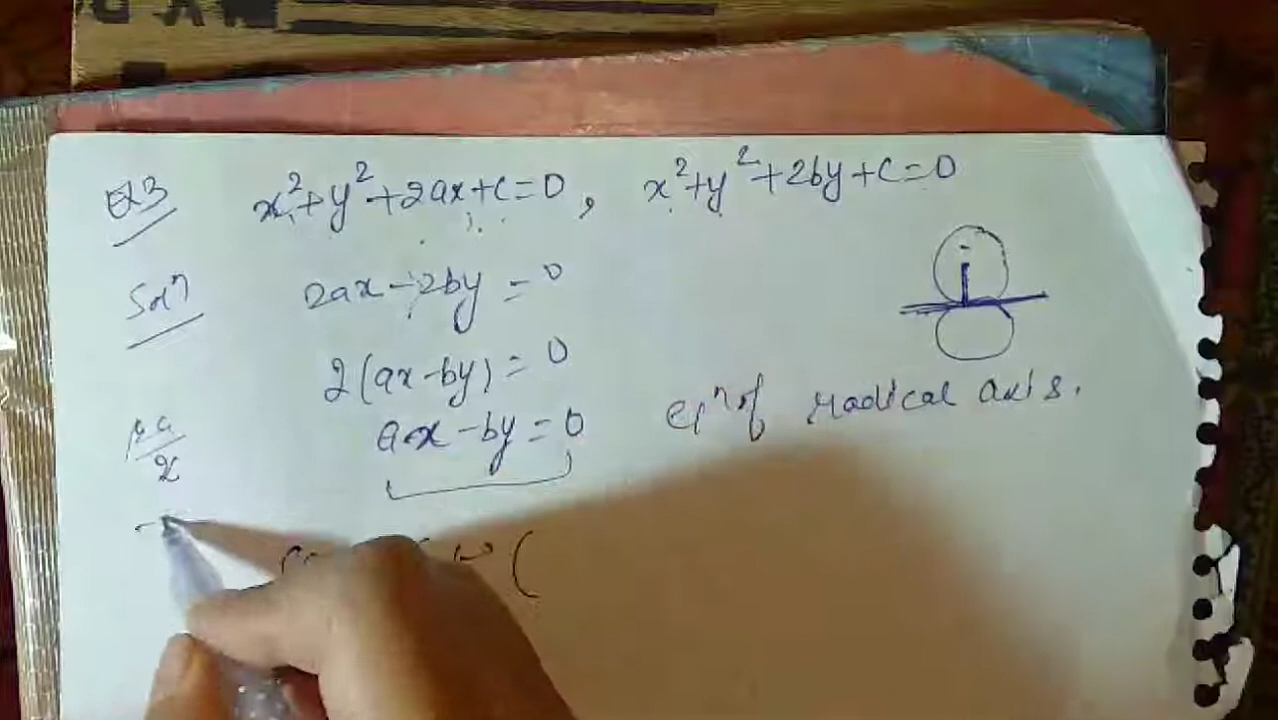 Ex3 x²+y²+2ax+c=0, x²+y²+2by+c=0
Solⁿ 2ax-2by=0
2(ax-by)=0
ax-by=0 eqⁿ of radical axis.
(